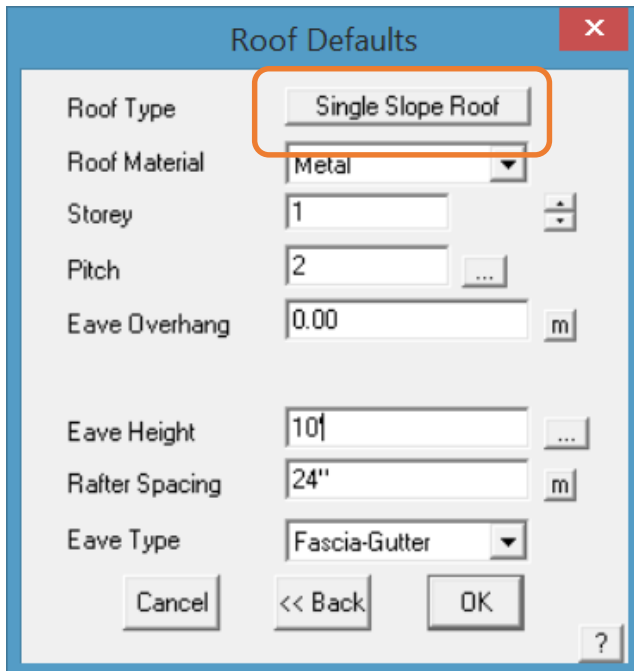 Roof Defaults
x
Roof Type Single Slope Roof
Roof Material Metal
Storey 1
Pitch 2 ...
Eave Overhang 0.00 m
Eave Height 10' ...
Rafter Spacing 24" m
Eave Type Fascia-Gutter
Cancel << Back OK
?